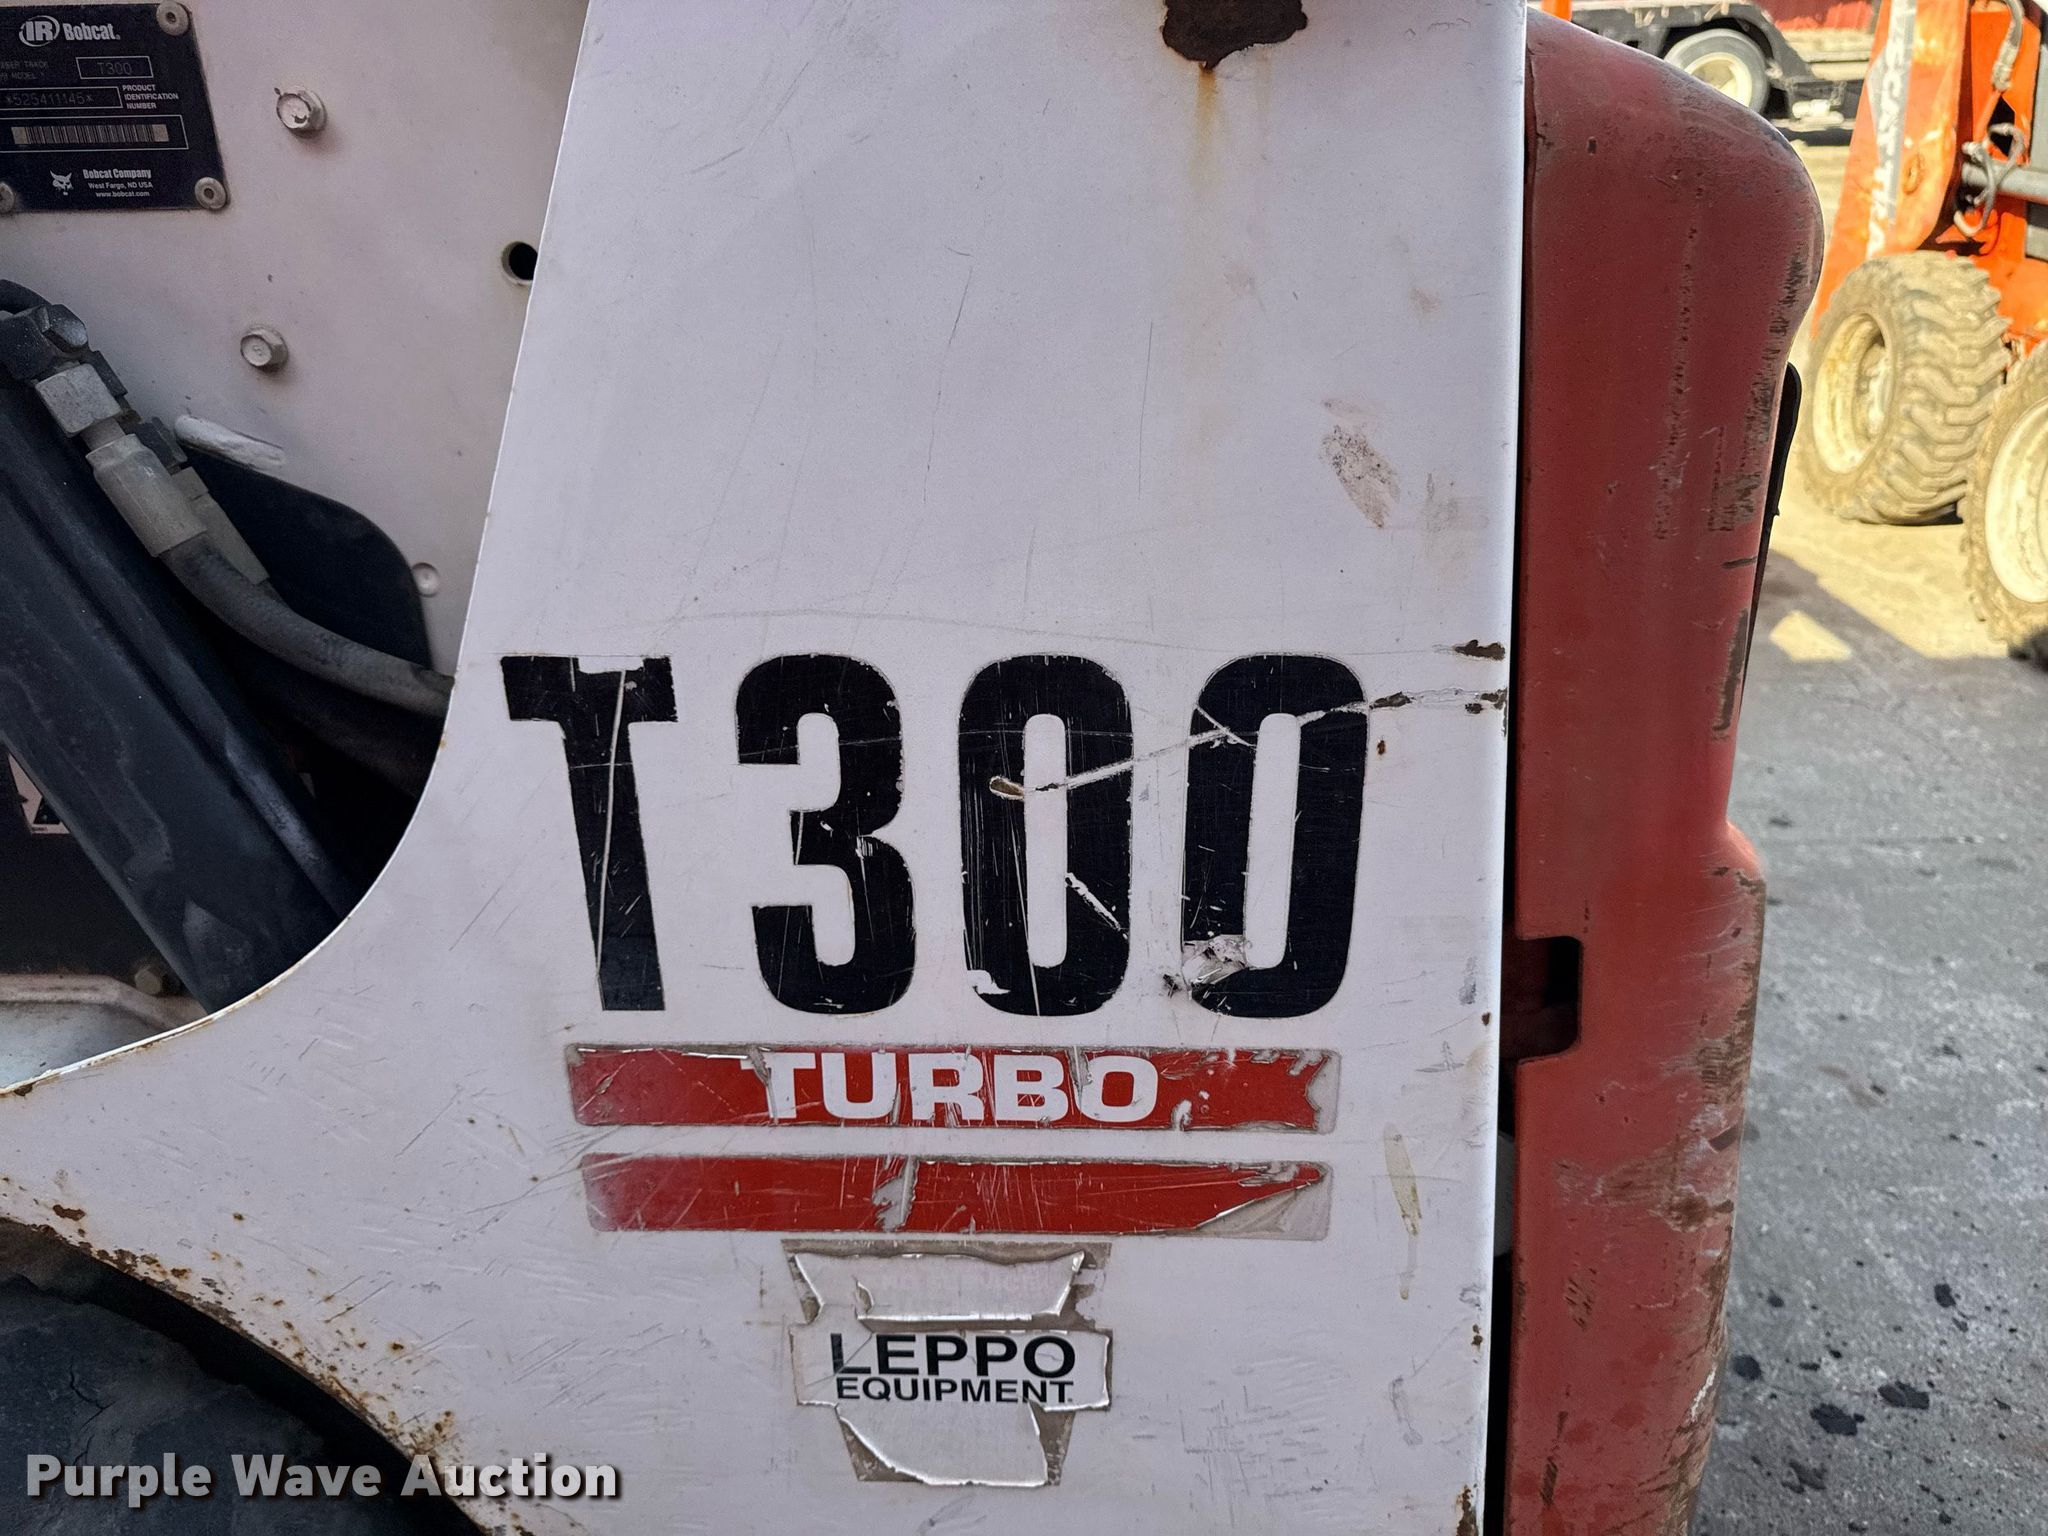 IR Bobcat®
T300
*525411145*
PRODUCT
IDENTIFICATION
NUMBER
Bobcat Company
West Fargo, ND USA
www.bobcat.com
T300
TURBO
LEPPO
EQUIPMENT
Purple Wave Auction